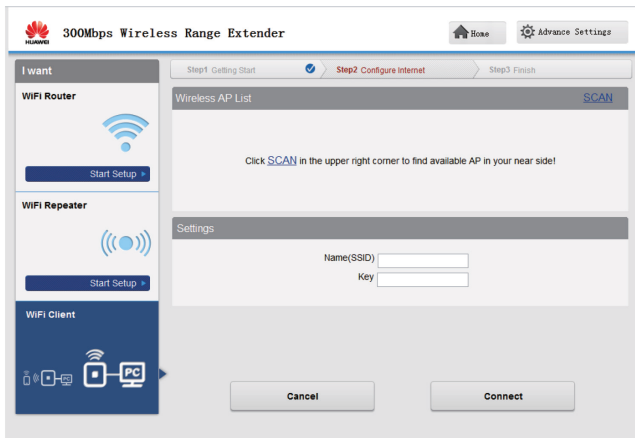 HUAWEI
300Mbps Wireless Range Extender
Home
Advance Settings
I want
Step1 Getting Start
Step2 Configure Internet
Step3 Finish
WiFi Router
Start Setup
WiFi Repeater
Start Setup
WiFi Client
PC
Wireless AP List
SCAN
Click SCAN in the upper right corner to find available AP in your near side!
Settings
Name(SSID)
Key
Cancel
Connect